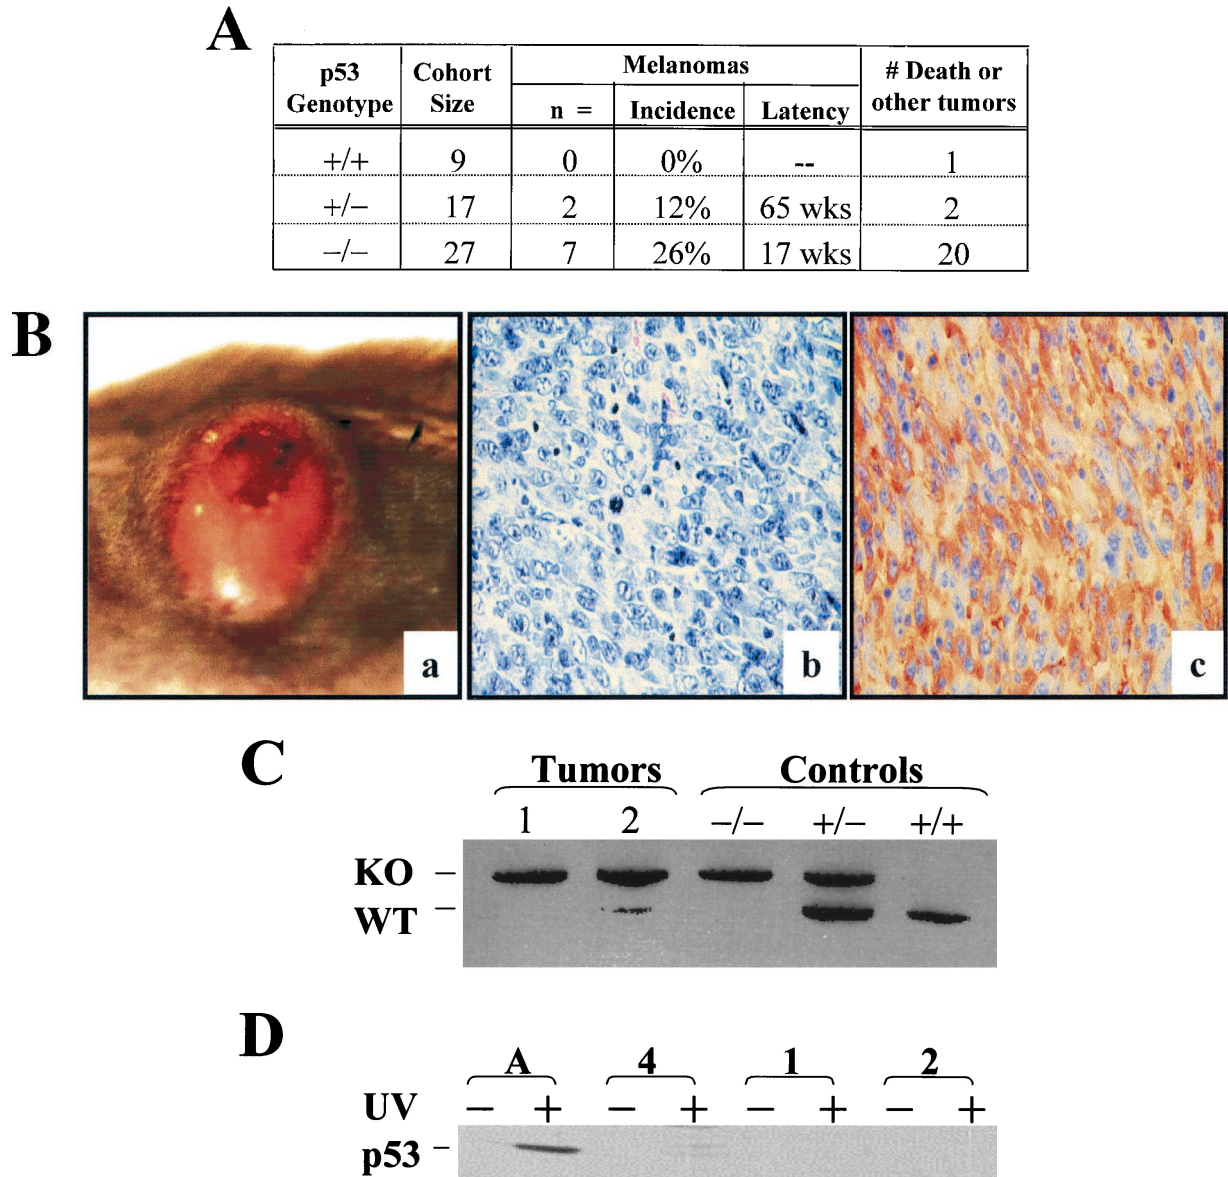 A
p53 Genotype | Cohort Size | Melanomas | # Death or other tumors
n = | Incidence | Latency
+/+ | 9 | 0 | 0% | -- | 1
+/− | 17 | 2 | 12% | 65 wks | 2
−/− | 27 | 7 | 26% | 17 wks | 20
B
a b c
C
Tumors Controls
1 2 −/− +/− +/+
KO −
WT −
D
A 4 1 2
UV − + − + − + − +
p53 −